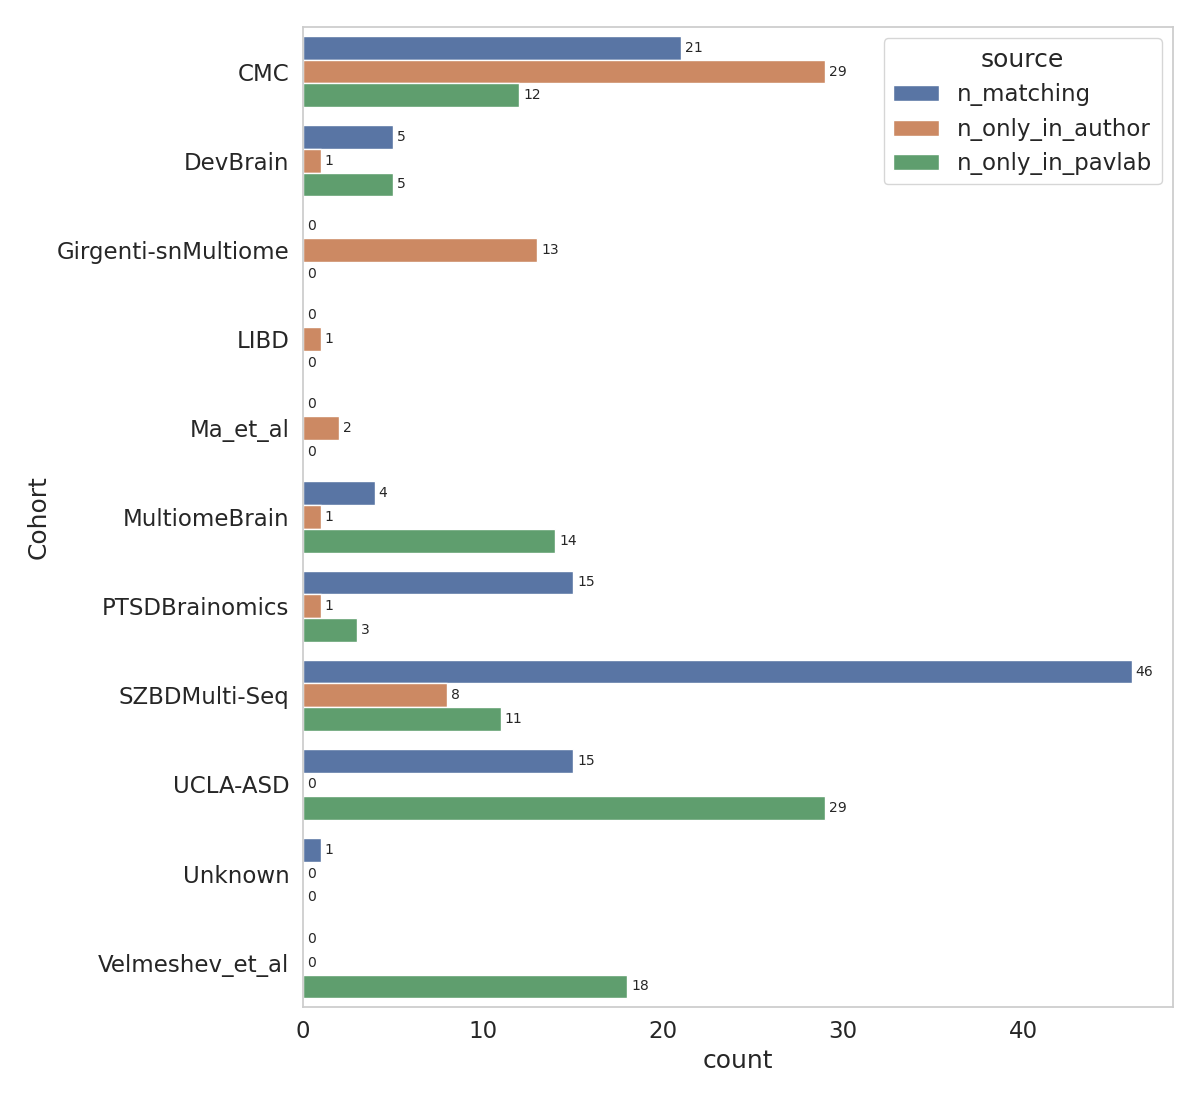 source
n_matching
n_only_in_author
n_only_in_pavlab
Cohort
CMC
21
29
12
DevBrain
5
1
5
Girgenti-snMultiome
0
13
0
LIBD
0
1
0
Ma_et_al
0
2
0
MultiomeBrain
4
1
14
PTSDBrainomics
15
1
3
SZBDMulti-Seq
46
8
11
UCLA-ASD
15
0
29
Unknown
1
0
0
Velmeshev_et_al
0
0
18
0 10 20 30 40
count